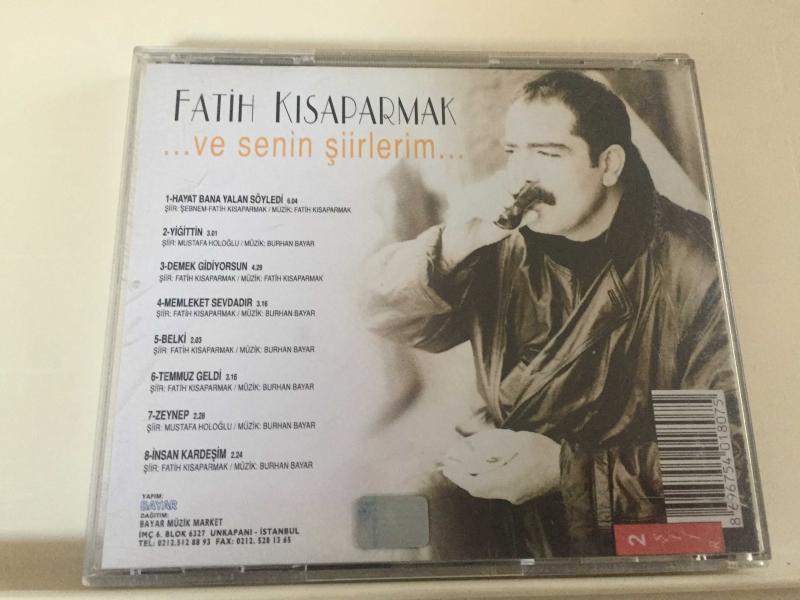 FATİH KISAPARMAK
...ve senin şiirlerim...
1-HAYAT BANA YALAN SÖYLEDİ 6.04
ŞİİR: ŞEBNEM-FATİH KISAPARMAK / MÜZİK: FATİH KISAPARMAK
2-YİĞİTTİN 3.01
ŞİİR: MUSTAFA HOLOĞLU / MÜZİK: BURHAN BAYAR
3-DEMEK GİDİYORSUN 4.29
ŞİİR: FATİH KISAPARMAK / MÜZİK: FATİH KISAPARMAK
4-MEMLEKET SEVDADIR 3.16
ŞİİR: FATİH KISAPARMAK / MÜZİK: BURHAN BAYAR
5-BELKİ 2.03
ŞİİR: FATİH KISAPARMAK / MÜZİK: BURHAN BAYAR
6-TEMMUZ GELDİ 3.16
ŞİİR: FATİH KISAPARMAK / MÜZİK: BURHAN BAYAR
7-ZEYNEP 2.28
ŞİİR: MUSTAFA HOLOĞLU / MÜZİK: BURHAN BAYAR
8-İNSAN KARDEŞİM 2.24
ŞİİR: FATİH KISAPARMAK / MÜZİK: BURHAN BAYAR
YAPIM:
BAYAR
DAĞITIM:
BAYAR MÜZİK MARKET
İMÇ 6. BLOK 6327 UNKAPANI - İSTANBUL
TEL: 0212.512 88 93 FAX: 0212. 528 13 65
8 696754 018075
2